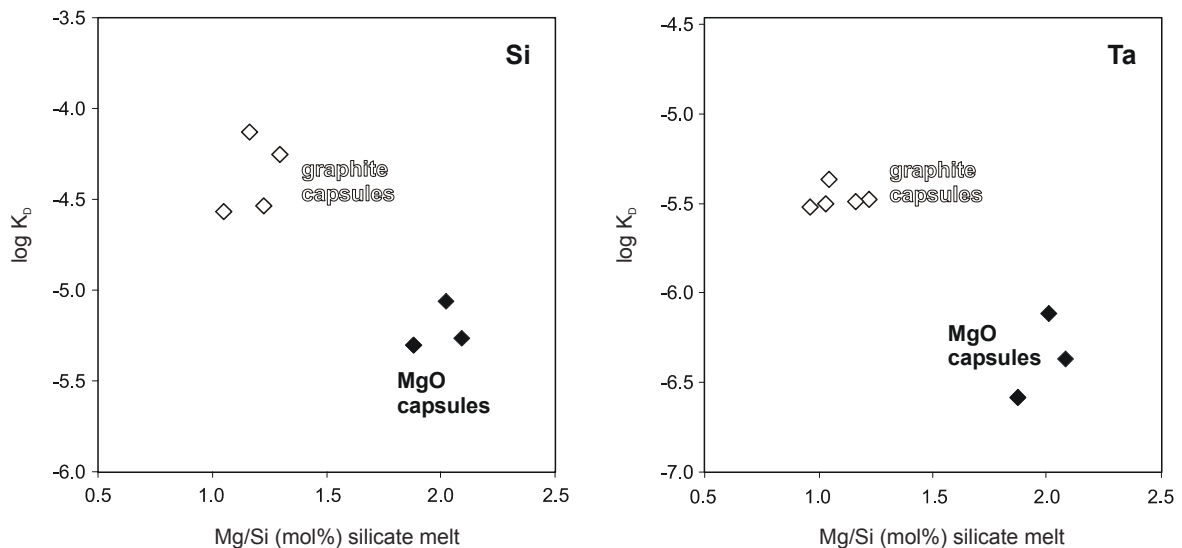 Si
-3.5
-4.0
-4.5
-5.0
-5.5
-6.0
log K_D
graphite
capsules
MgO
capsules
0.5 1.0 1.5 2.0 2.5
Mg/Si (mol%) silicate melt
Ta
-4.5
-5.0
-5.5
-6.0
-6.5
-7.0
log K_D
graphite
capsules
MgO
capsules
0.5 1.0 1.5 2.0 2.5
Mg/Si (mol%) silicate melt